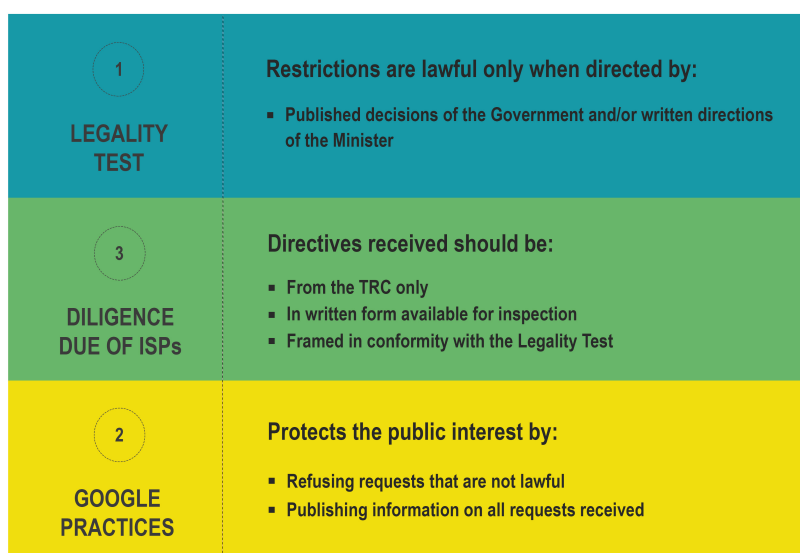 1
LEGALITY
TEST
Restrictions are lawful only when directed by:
▪ Published decisions of the Government and/or written directions
of the Minister
3
DILIGENCE
DUE OF ISPs
Directives received should be:
▪ From the TRC only
▪ In written form available for inspection
▪ Framed in conformity with the Legality Test
2
GOOGLE
PRACTICES
Protects the public interest by:
▪ Refusing requests that are not lawful
▪ Publishing information on all requests received